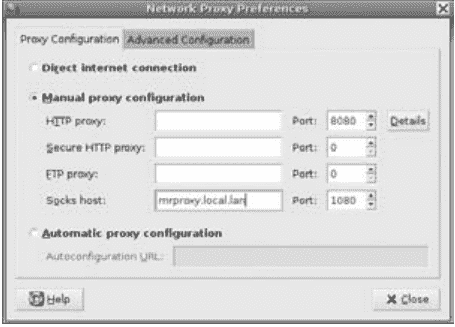 Network Proxy Preferences
Proxy Configuration Advanced Configuration
Direct internet connection
Manual proxy configuration
HTTP proxy: Port: 8080 Details
Secure HTTP proxy: Port: 0
FTP proxy: Port: 0
Socks host: mrproxy.local.lan Port: 1080
Automatic proxy configuration
Autoconfiguration URL:
Help Close